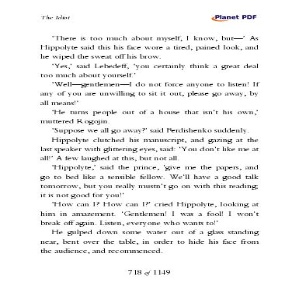 The Idiot
Planet PDF
'There is too much about myself, I know, but—' As
Hippolyte said this his face wore a tired, pained look, and
he wiped the sweat off his brow.
'Yes,' said Lebedeff, 'you certainly think a great deal
too much about yourself.'
'Well—gentlemen—I do not force anyone to listen! If
any of you are unwilling to sit it out, please go away, by
all means!'
'He turns people out of a house that isn't his own,'
muttered Rogojin.
'Suppose we all go away?' said Ferdishenko suddenly.
Hippolyte clutched his manuscript, and gazing at the
last speaker with glittering eyes, said: 'You don't like me at
all!' A few laughed at this, but not all.
'Hippolyte,' said the prince, 'give me the papers, and
go to bed like a sensible fellow. We'll have a good talk
tomorrow, but you really mustn't go on with this reading;
it is not good for you!'
'How can I? How can I?' cried Hippolyte, looking at
him in amazement. 'Gentlemen! I was a fool! I won't
break off again. Listen, everyone who wants to!'
He gulped down some water out of a glass standing
near, bent over the table, in order to hide his face from
the audience, and recommenced.
718 of 1149